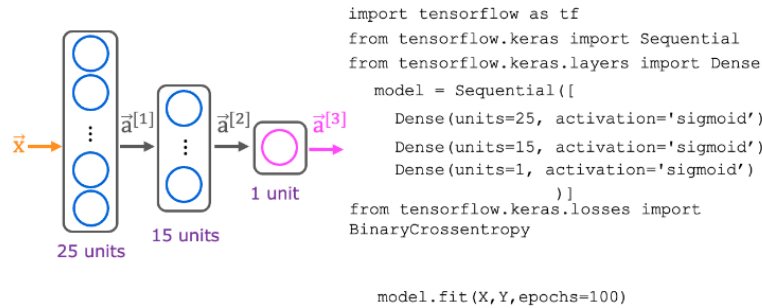 import tensorflow as tf
from tensorflow.keras import Sequential
from tensorflow.keras.layers import Dense
model = Sequential([
Dense(units=25, activation='sigmoid’)
Dense(units=15, activation='sigmoid’)
Dense(units=1, activation='sigmoid’)
)]
from tensorflow.keras.losses import
BinaryCrossentropy
model.fit(X,Y,epochs=100)
x⃗
a⃗[1]
a⃗[2]
a⃗[3]
...
...
...
25 units
15 units
1 unit